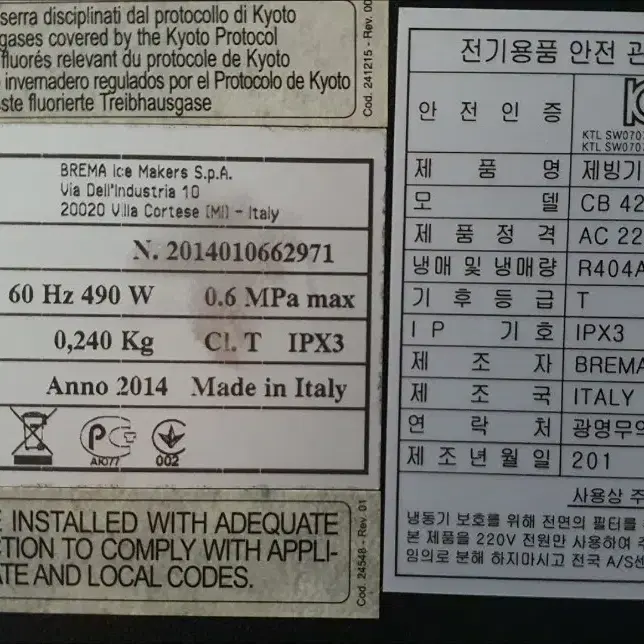 serra disciplinati dal protocollo di Kyoto
gases covered by the Kyoto Protocol
fluorés relevant du protocole de Kyoto
invernadero regulados por el Protocolo de Kyoto
ste fluorierte Treibhausgase
Cod. 241215 - Rev. 00
BREMA Ice Makers S.p.A.
Via Dell'Industria 10
20020 Villa Cortese (MI) - Italy
N. 2014010662971
60 Hz 490 W 0.6 MPa max
0,240 Kg Cl. T IPX3
Anno 2014 Made in Italy
AЮ77 002
E INSTALLED WITH ADEQUATE
CTION TO COMPLY WITH APPLI-
ATE AND LOCAL CODES.
Cod. 24548 - Rev. 01
전기용품 안전 관
안전인증
KTL SW070
KTL SW070
제품명 제빙기
모델 CB 42
제품정격 AC 22
냉매 및 냉매량 R404A
기후등급 T
IP 기호 IPX3
제조자 BREMA
제조국 ITALY
연락처 광명무역
제조년월일 201
사용상 주
냉동기 보호를 위해 전면의 필터를
본 제품을 220V 전원만 사용하여 주
임의로 분해 하지마시고 전국 A/S센